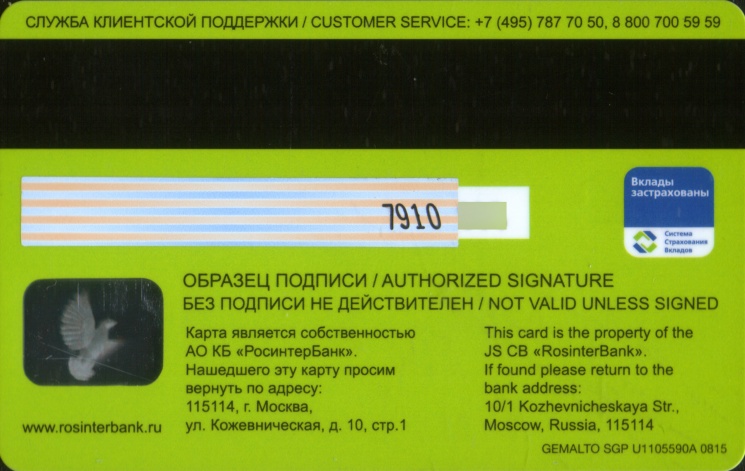 СЛУЖБА КЛИЕНТСКОЙ ПОДДЕРЖКИ / CUSTOMER SERVICE: +7 (495) 787 70 50, 8 800 700 59 59
Вклады
застрахованы
7910
Система
Страхования
Вкладов
ОБРАЗЕЦ ПОДПИСИ / AUTHORIZED SIGNATURE
БЕЗ ПОДПИСИ НЕ ДЕЙСТВИТЕЛЕН / NOT VALID UNLESS SIGNED
Карта является собственностью
АО КБ «РосинтерБанк».
Нашедшего эту карту просим
вернуть по адресу:
115114, г. Москва,
ул. Кожевническая, д. 10, стр.1
This card is the property of the
JS CB «RosinterBank».
If found please return to the
bank address:
10/1 Kozhevnicheskaya Str.,
Moscow, Russia, 115114
www.rosinterbank.ru
GEMALTO SGP U1105590A 0815